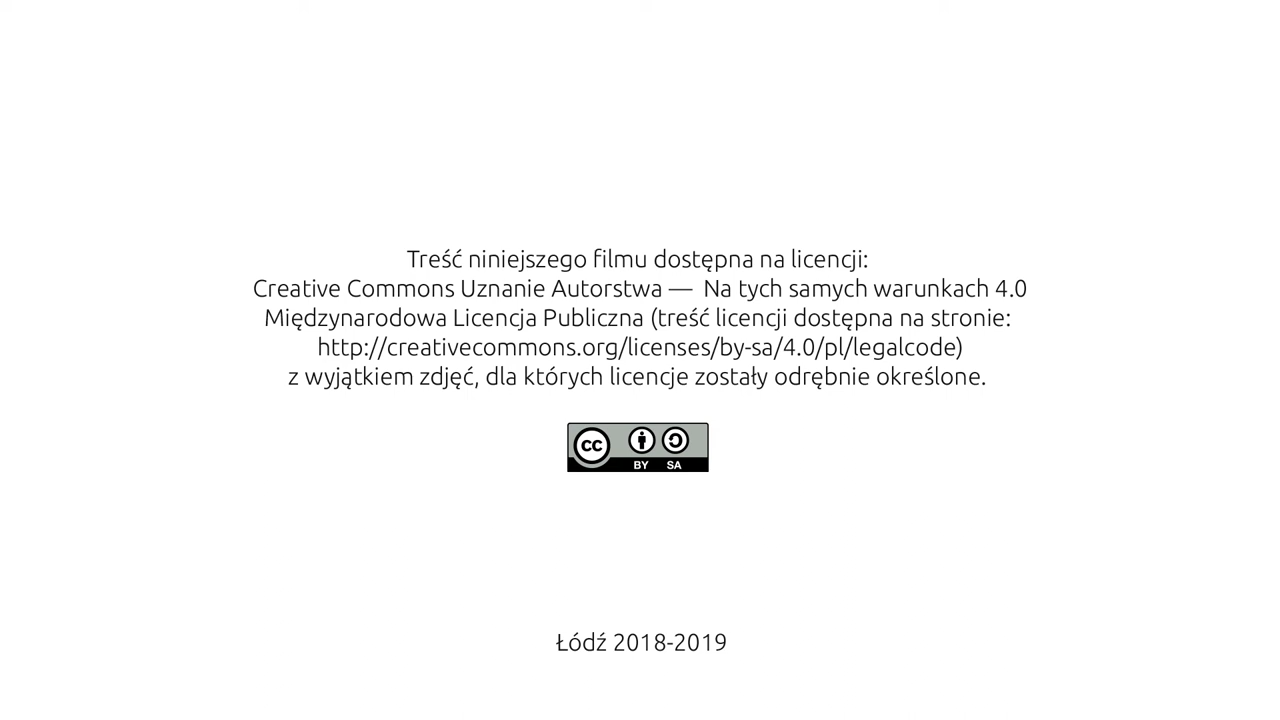 Treść niniejszego filmu dostępna na licencji:
Creative Commons Uznanie Autorstwa — Na tych samych warunkach 4.0
Międzynarodowa Licencja Publiczna (treść licencji dostępna na stronie:
http://creativecommons.org/licenses/by-sa/4.0/pl/legalcode)
z wyjątkiem zdjęć, dla których licencje zostały odrębnie określone.
cc
BY SA
Łódź 2018-2019